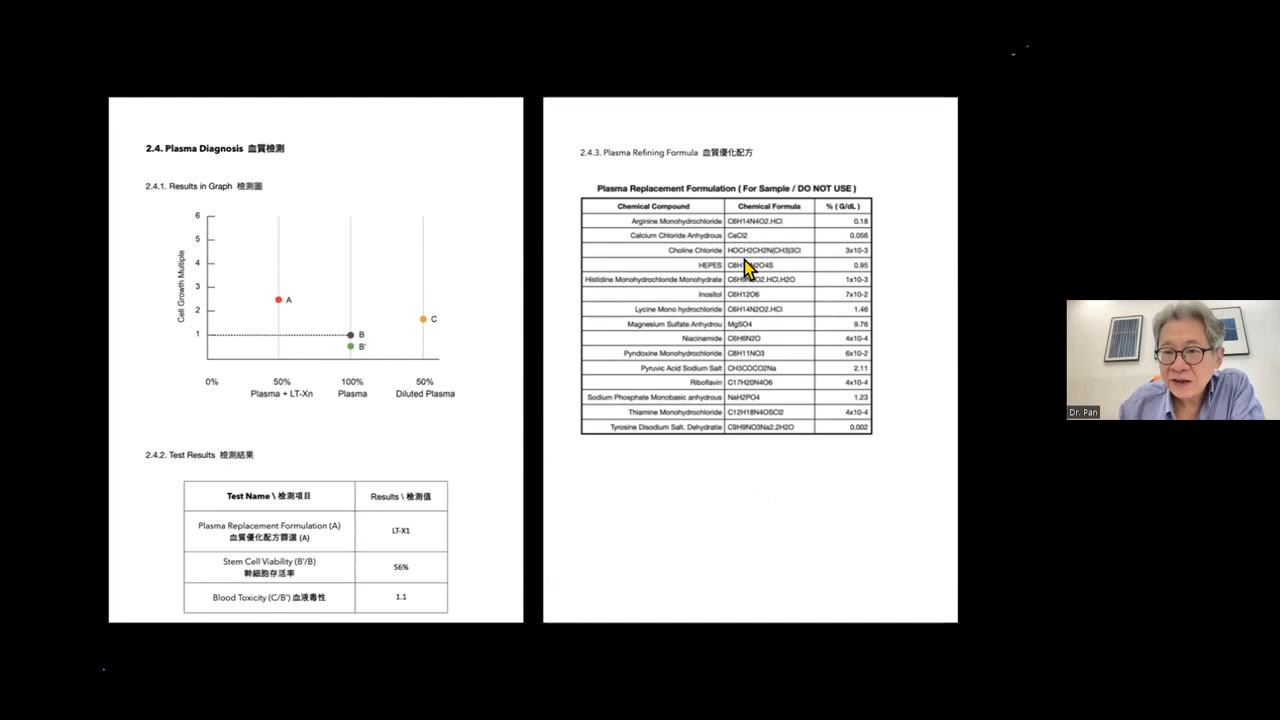 2.4. Plasma Diagnosis 血質檢測
2.4.1. Results in Graph 檢測圖
Cell Growth Multiple
6
5
4
3
2
1
A
B
B'
C
0% 50% 100% 50%
Plasma + LT-Xn Plasma Diluted Plasma
2.4.2. Test Results 檢測結果
Test Name \ 檢測項目 Results \ 檢測值
Plasma Replacement Formulation (A)
血質優化配方篩選 (A)
LT-X1
Stem Cell Viability (B'/B)
幹細胞存活率
56%
Blood Toxicity (C/B') 血液毒性 1.1
2.4.3. Plasma Refining Formula 血質優化配方
Plasma Replacement Formulation ( For Sample / DO NOT USE )
Chemical Compound Chemical Formula % ( G/dL )
Arginine Monohydrochloride C6H14N4O2.HCl 0.18
Calcium Chloride Anhydrous CaCl2 0.056
Choline Chloride HOCH2CH2N(CH3)3Cl 3x10-3
HEPES 0.95
Histidine Monohydrochloride Monohydrate 1x10-3
Inositol C6H12O6 7x10-2
Lycine Mono hydrochloride C6H14N2O2.HCl 1.46
Magnesium Sulfate Anhydrou MgSO4 9.76
Niacinamide C6H6N2O 4x10-4
Pyridoxine Monohydrochloride C8H11NO3 6x10-2
Pyruvic Acid Sodium Salt CH3COCO2Na 2.11
Riboflavin C17H20N4O6 4x10-4
Sodium Phosphate Monobasic anhydrous NaH2PO4 1.23
Thiamine Monohydrochloride C12H18N4OSCl2 4x10-4
Tyrosine Disodium Salt. Dehydratie C9H9NO3Na2.2H2O 0.002
Dr. Pan